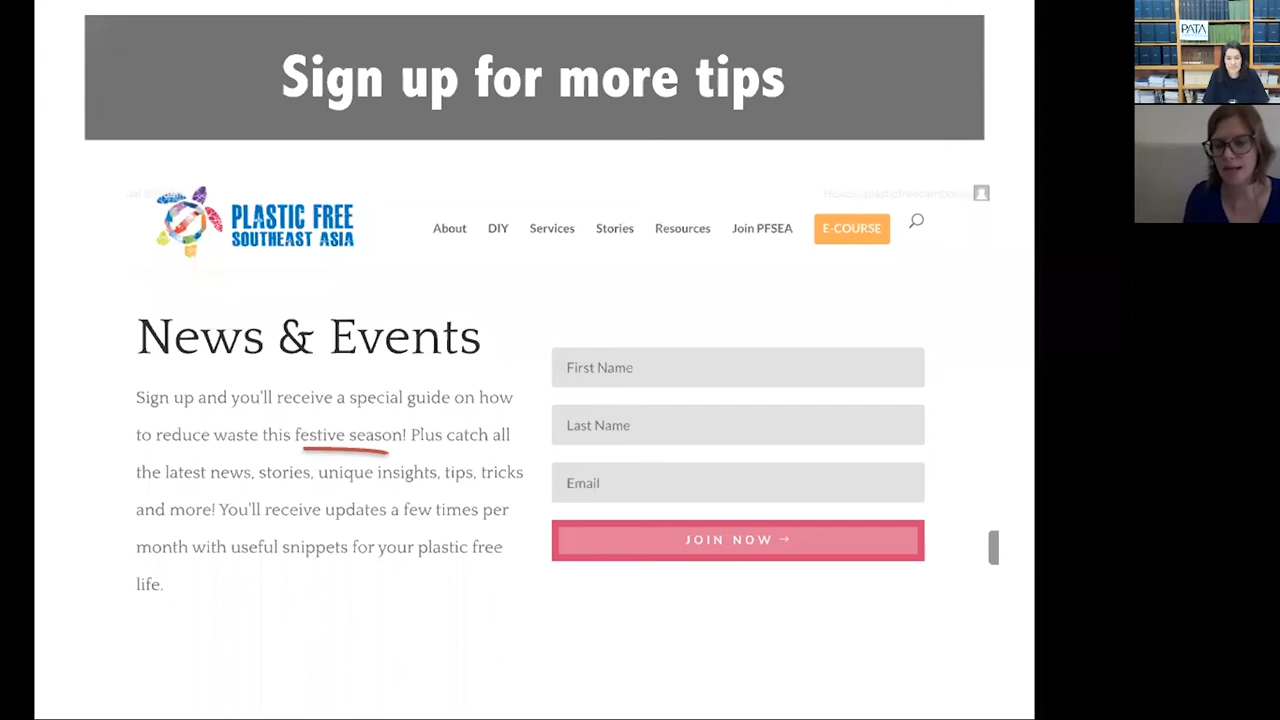 Sign up for more tips
PATA
PLASTIC FREE
SOUTHEAST ASIA
About DIY Services Stories Resources Join PFSEA E-COURSE
News & Events
Sign up and you'll receive a special guide on how
to reduce waste this festive season! Plus catch all
the latest news, stories, unique insights, tips, tricks
and more! You'll receive updates a few times per
month with useful snippets for your plastic free
life.
First Name
Last Name
Email
JOIN NOW →